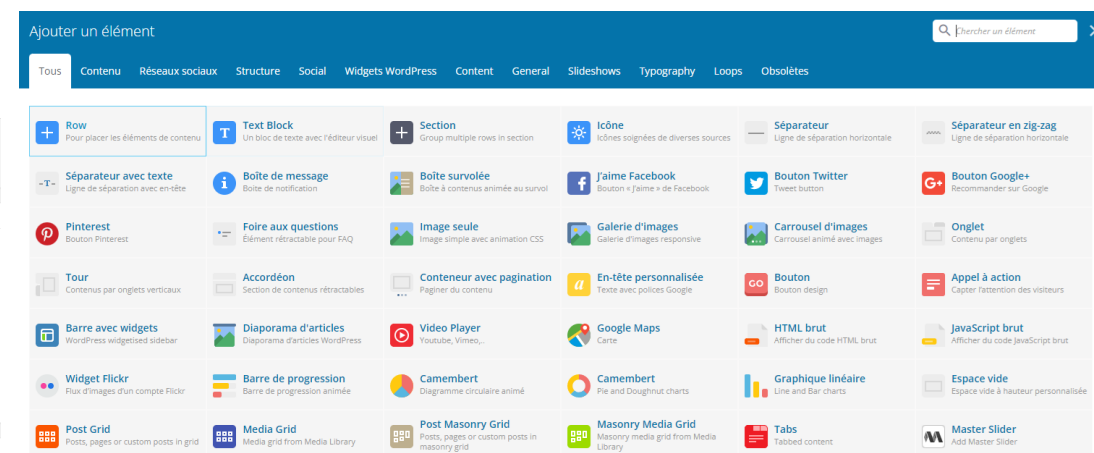 Ajouter un élément
Chercher un élément
Tous Contenu Réseaux sociaux Structure Social Widgets WordPress Content General Slideshows Typography Loops Obsolètes
Row
Pour placer les éléments de contenu
Text Block
Un bloc de texte avec l'éditeur visuel
Section
Group multiple rows in section
Icône
Icônes soignées de diverses sources
Séparateur
Ligne de séparation horizontale
Séparateur en zig-zag
Ligne de séparation horizontale
-T-
Séparateur avec texte
Ligne de séparation avec en-tête
Boîte de message
Boite de notification
Boîte survolée
Boîte à contenus animée au survol
J'aime Facebook
Bouton « J'aime » de Facebook
Bouton Twitter
Tweet button
G+
Bouton Google+
Recommander sur Google
Pinterest
Bouton Pinterest
Foire aux questions
Élément rétractable pour FAQ
Image seule
Image simple avec animation CSS
Galerie d'images
Galerie d'images responsive
Carrousel d'images
Carrousel animé avec images
Onglet
Contenu par onglets
Tour
Contenus par onglets verticaux
Accordéon
Section de contenus rétractables
Conteneur avec pagination
Paginer du contenu
a
En-tête personnalisée
Texte avec polices Google
GO
Bouton
Bouton design
Appel à action
Capter l'attention des visiteurs
Barre avec widgets
WordPress widgetised sidebar
Diaporama d'articles
Diaporama d'articles WordPress
Video Player
Youtube, Vimeo,..
Google Maps
Carte
HTML brut
Afficher du code HTML brut
JavaScript brut
Afficher du code JavaScript brut
Widget Flickr
Flux d'images d'un compte Flickr
Barre de progression
Barre de progression animée
Camembert
Diagramme circulaire animé
Camembert
Pie and Doughnut charts
Graphique linéaire
Line and Bar charts
Espace vide
Espace vide à hauteur personnalisée
Post Grid
Posts, pages or custom posts in grid
Media Grid
Media grid from Media Library
Post Masonry Grid
Posts, pages or custom posts in
masonry grid
Masonry Media Grid
Masonry media grid from Media
Library
Tabs
Tabbed content
Master Slider
Add Master Slider